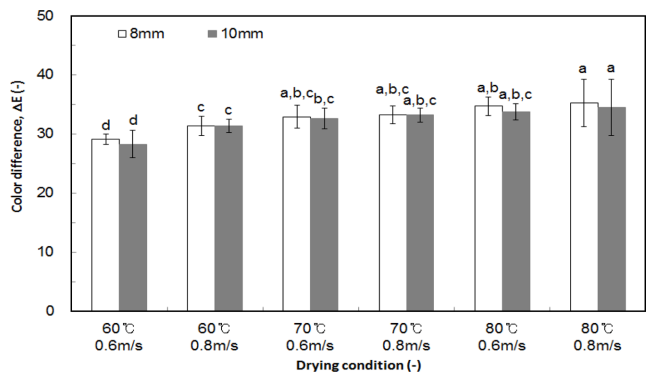 50
8mm 10mm
40
Color difference, ΔE (-)
30
20
10
0
d d
c c
a,b,c b,c
a,b,c a,b,c
a,b a,b,c
a a
60℃ 60℃ 70℃ 70℃ 80℃ 80℃
0.6m/s 0.8m/s 0.6m/s 0.8m/s 0.6m/s 0.8m/s
Drying condition (-)